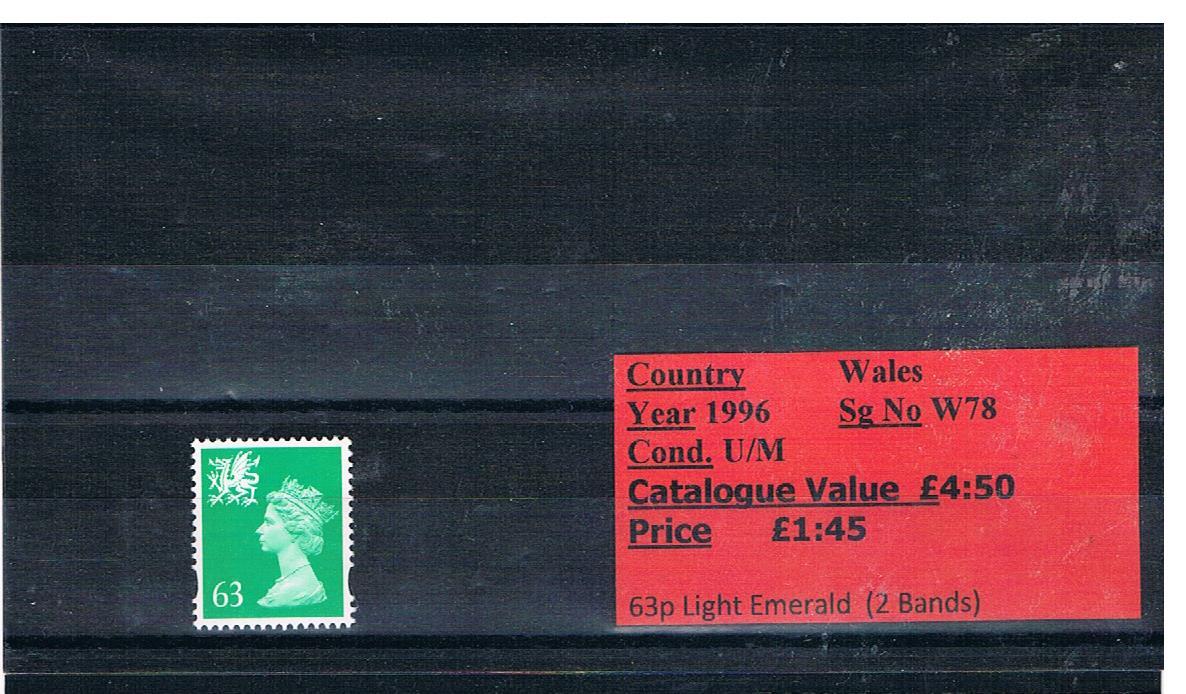 63
Country Wales
Year 1996 Sg No W78
Cond. U/M
Catalogue Value £4:50
Price £1:45
63p Light Emerald (2 Bands)